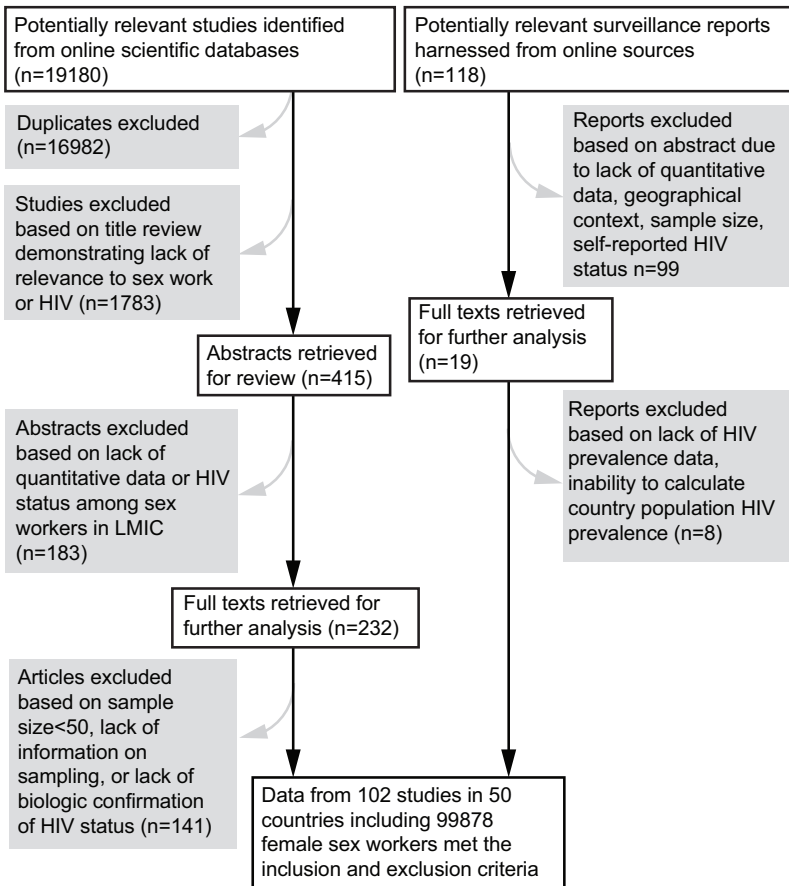 Potentially relevant studies identified
from online scientific databases
(n=19180)
Potentially relevant surveillance reports
harnessed from online sources
(n=118)
Duplicates excluded
(n=16982)
Reports excluded
based on abstract due
to lack of quantitative
data, geographical
context, sample size,
self-reported HIV
status n=99
Studies excluded
based on title review
demonstrating lack of
relevance to sex work
or HIV (n=1783)
Full texts retrieved
for further analysis
(n=19)
Abstracts retrieved
for review (n=415)
Abstracts excluded
based on lack of
quantitative data or HIV
status among sex
workers in LMIC
(n=183)
Reports excluded
based on lack of HIV
prevalence data,
inability to calculate
country population HIV
prevalence (n=8)
Full texts retrieved for
further analysis (n=232)
Articles excluded
based on sample
size<50, lack of
information on
sampling, or lack of
biologic confirmation
of HIV status (n=141)
Data from 102 studies in 50
countries including 99878
female sex workers met the
inclusion and exclusion criteria